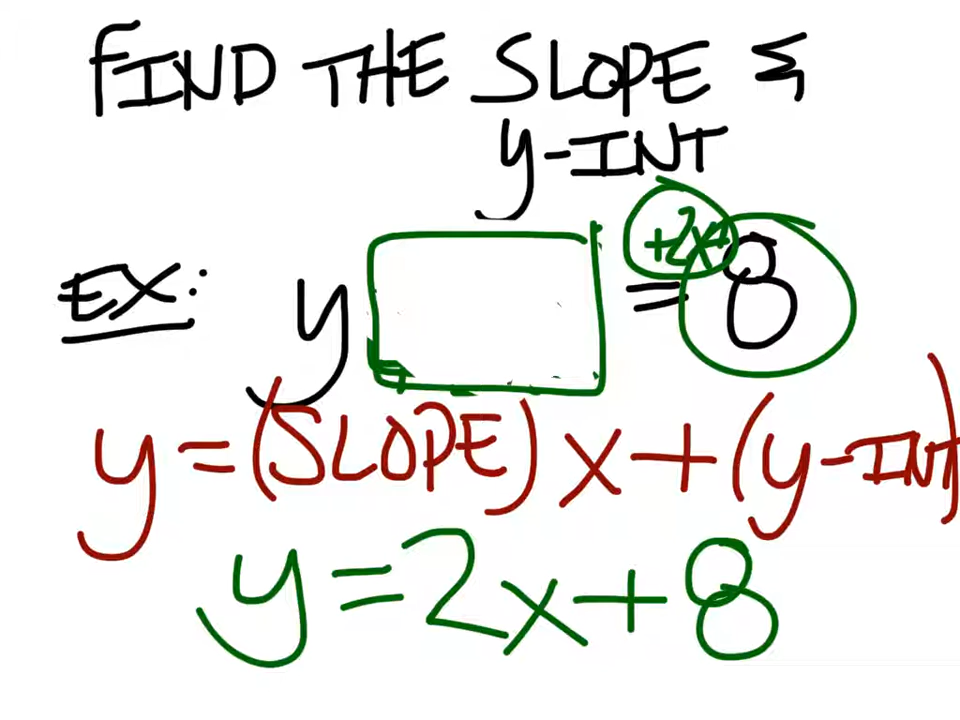 FIND THE SLOPE &
y-INT
+2x+
EX: y = 8
y=(SLOPE)x+(y-INT)
y=2x+8